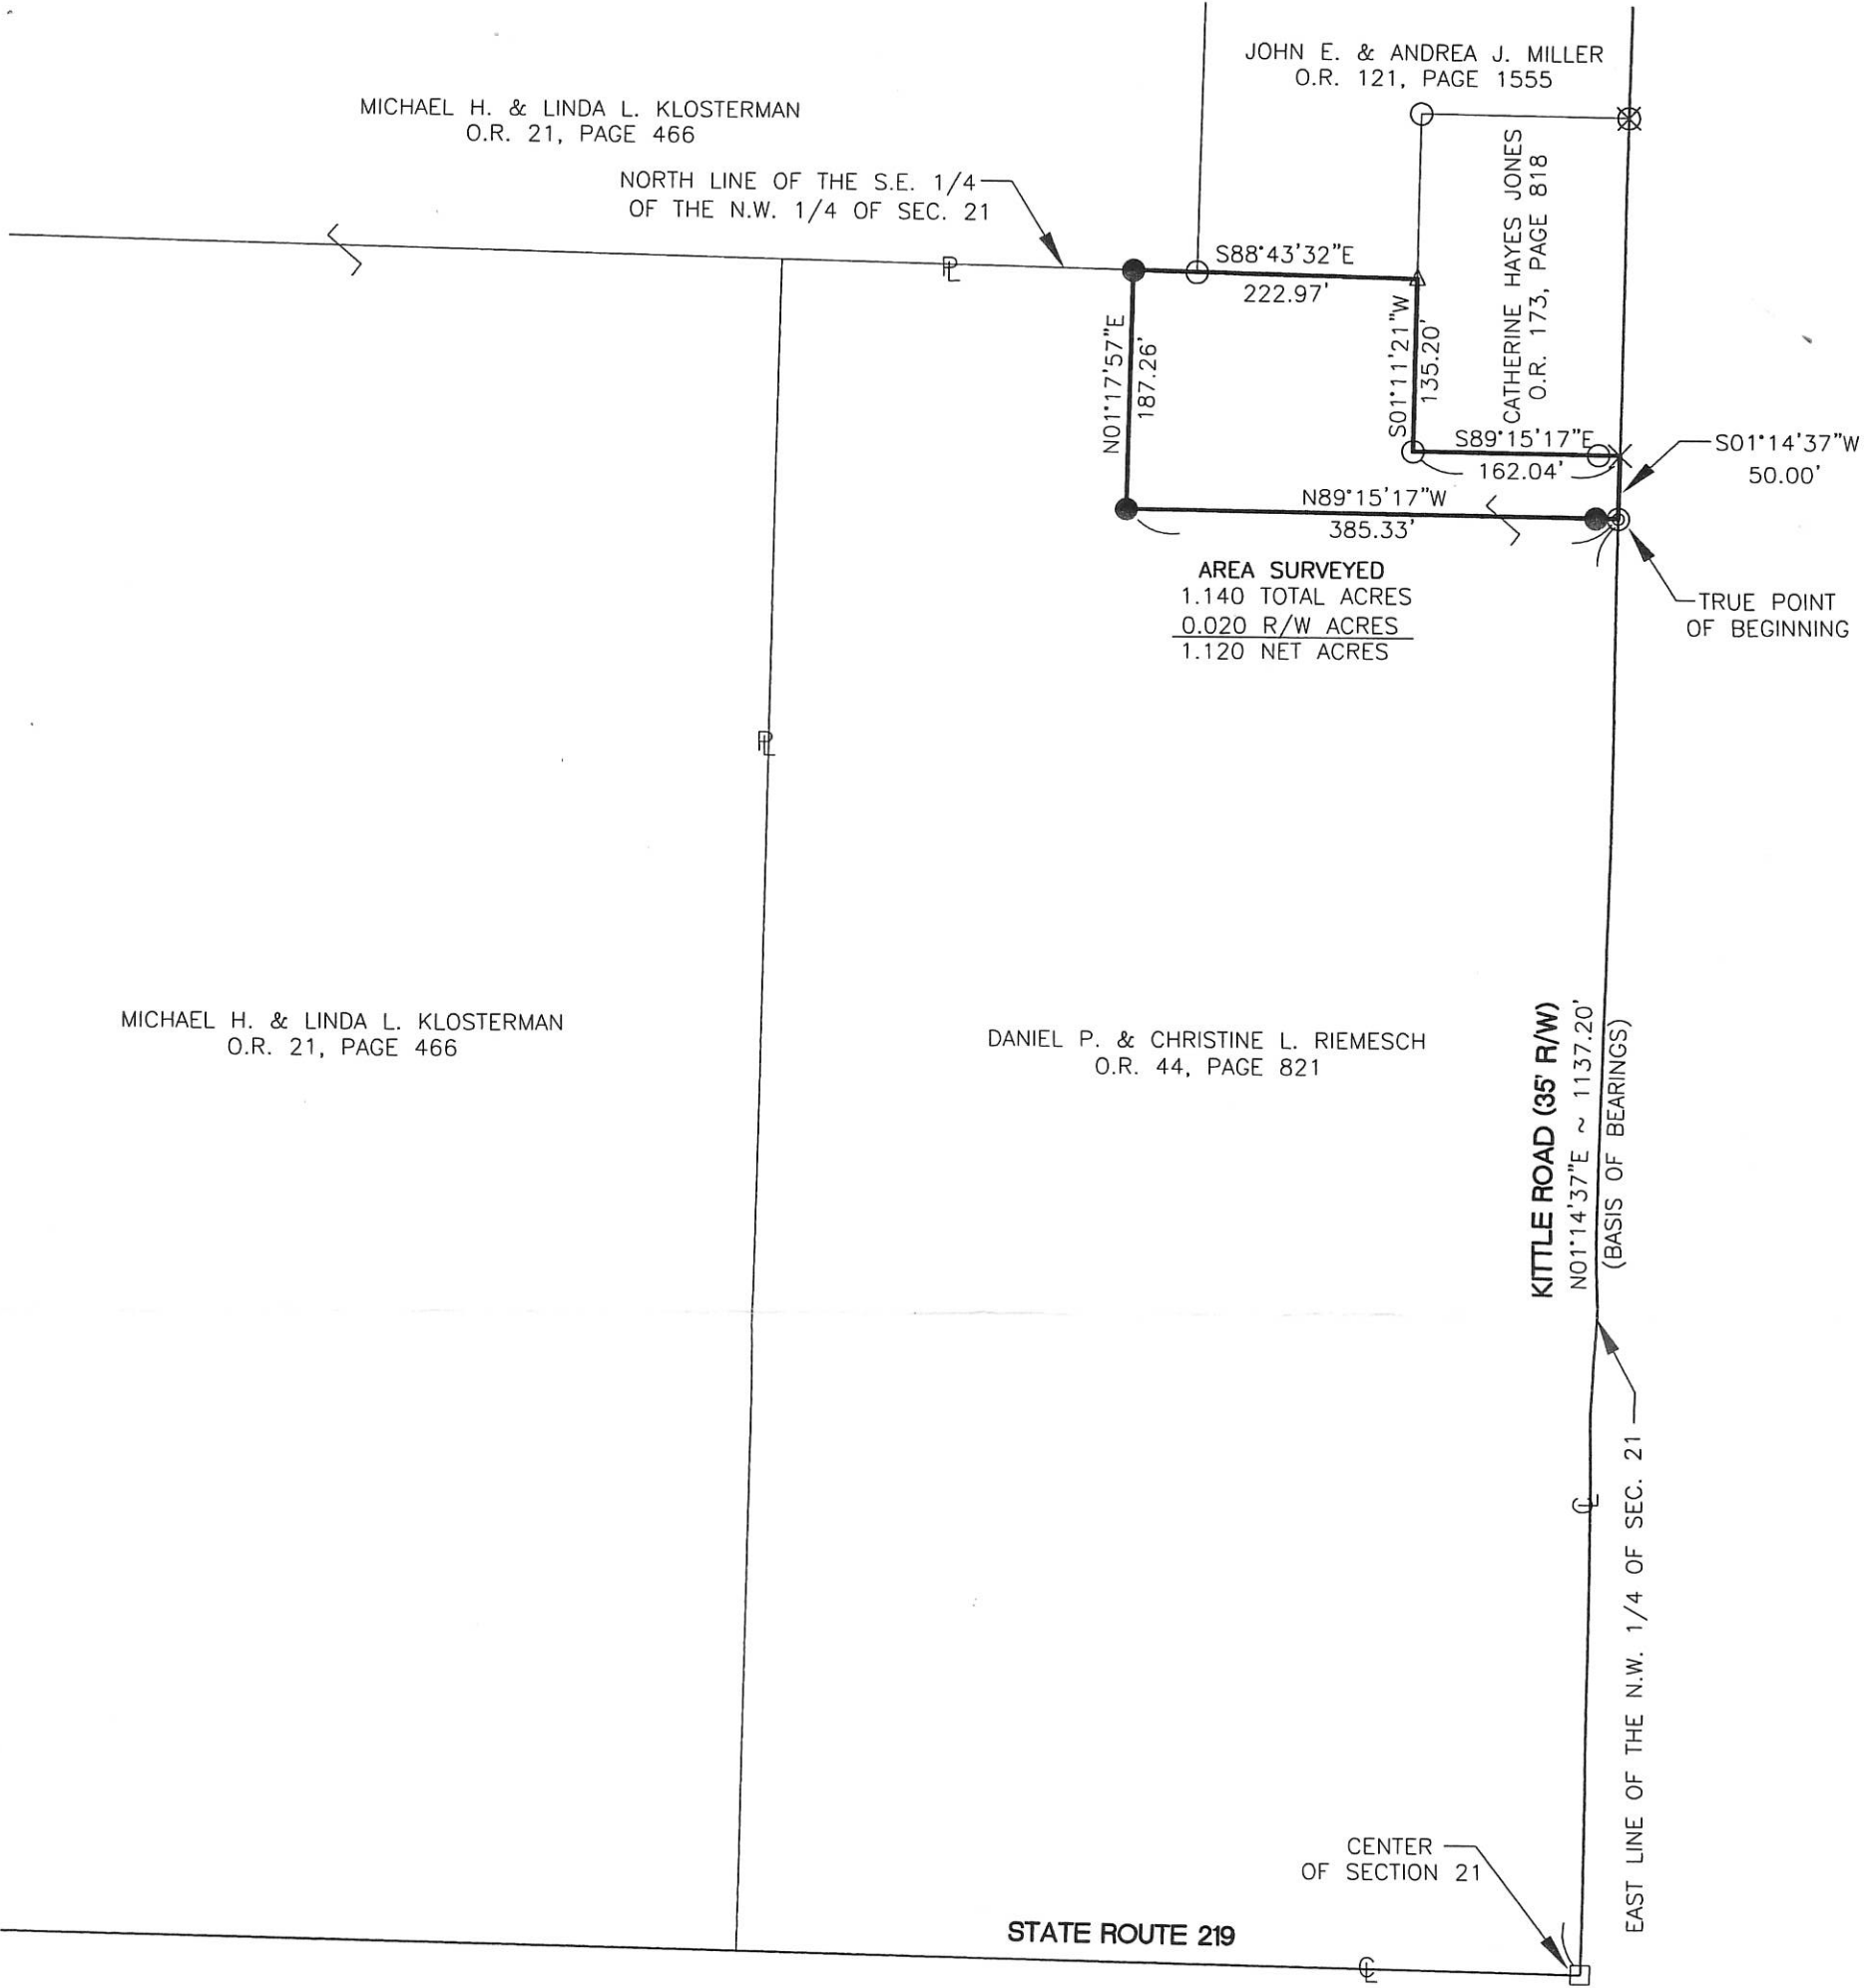 JOHN E. & ANDREA J. MILLER
O.R. 121, PAGE 1555
MICHAEL H. & LINDA L. KLOSTERMAN
O.R. 21, PAGE 466
NORTH LINE OF THE S.E. 1/4
OF THE N.W. 1/4 OF SEC. 21
CATHERINE HAYES JONES
O.R. 173, PAGE 818
S88°43'32"E
222.97'
N01°17'57"E
187.26'
S01°11'21"W
135.20'
S89°15'17"E
162.04'
S01°14'37"W
50.00'
N89°15'17"W
385.33'
AREA SURVEYED
1.140 TOTAL ACRES
0.020 R/W ACRES
1.120 NET ACRES
TRUE POINT
OF BEGINNING
PL
PL
MICHAEL H. & LINDA L. KLOSTERMAN
O.R. 21, PAGE 466
DANIEL P. & CHRISTINE L. RIEMESCH
O.R. 44, PAGE 821
KITTLE ROAD (35' R/W)
N01°14'37"E ~ 1137.20'
(BASIS OF BEARINGS)
CL
EAST LINE OF THE N.W. 1/4 OF SEC. 21
CENTER
OF SECTION 21
STATE ROUTE 219
CL